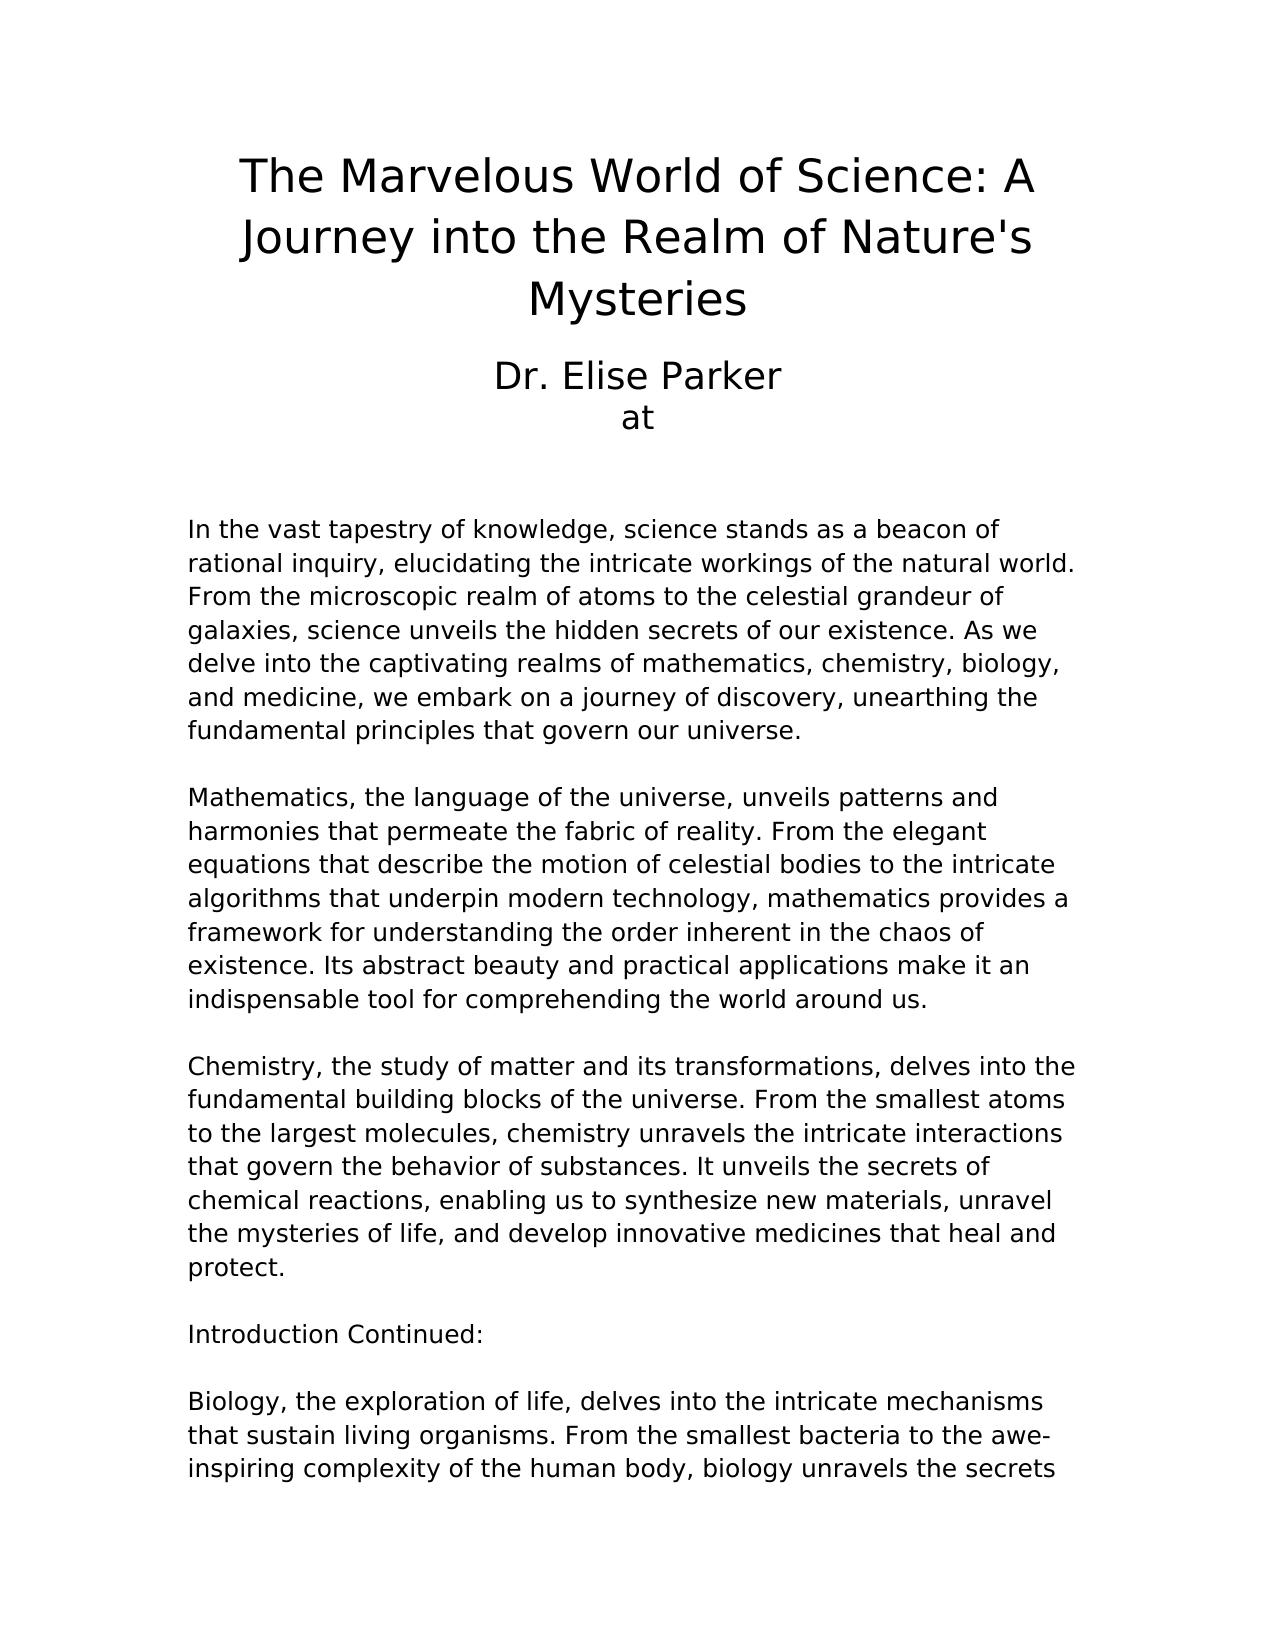 The Marvelous World of Science: A
Journey into the Realm of Nature's
Mysteries
Dr. Elise Parker
at
In the vast tapestry of knowledge, science stands as a beacon of
rational inquiry, elucidating the intricate workings of the natural world.
From the microscopic realm of atoms to the celestial grandeur of
galaxies, science unveils the hidden secrets of our existence. As we
delve into the captivating realms of mathematics, chemistry, biology,
and medicine, we embark on a journey of discovery, unearthing the
fundamental principles that govern our universe.
Mathematics, the language of the universe, unveils patterns and
harmonies that permeate the fabric of reality. From the elegant
equations that describe the motion of celestial bodies to the intricate
algorithms that underpin modern technology, mathematics provides a
framework for understanding the order inherent in the chaos of
existence. Its abstract beauty and practical applications make it an
indispensable tool for comprehending the world around us.
Chemistry, the study of matter and its transformations, delves into the
fundamental building blocks of the universe. From the smallest atoms
to the largest molecules, chemistry unravels the intricate interactions
that govern the behavior of substances. It unveils the secrets of
chemical reactions, enabling us to synthesize new materials, unravel
the mysteries of life, and develop innovative medicines that heal and
protect.
Introduction Continued:
Biology, the exploration of life, delves into the intricate mechanisms
that sustain living organisms. From the smallest bacteria to the awe-
inspiring complexity of the human body, biology unravels the secrets